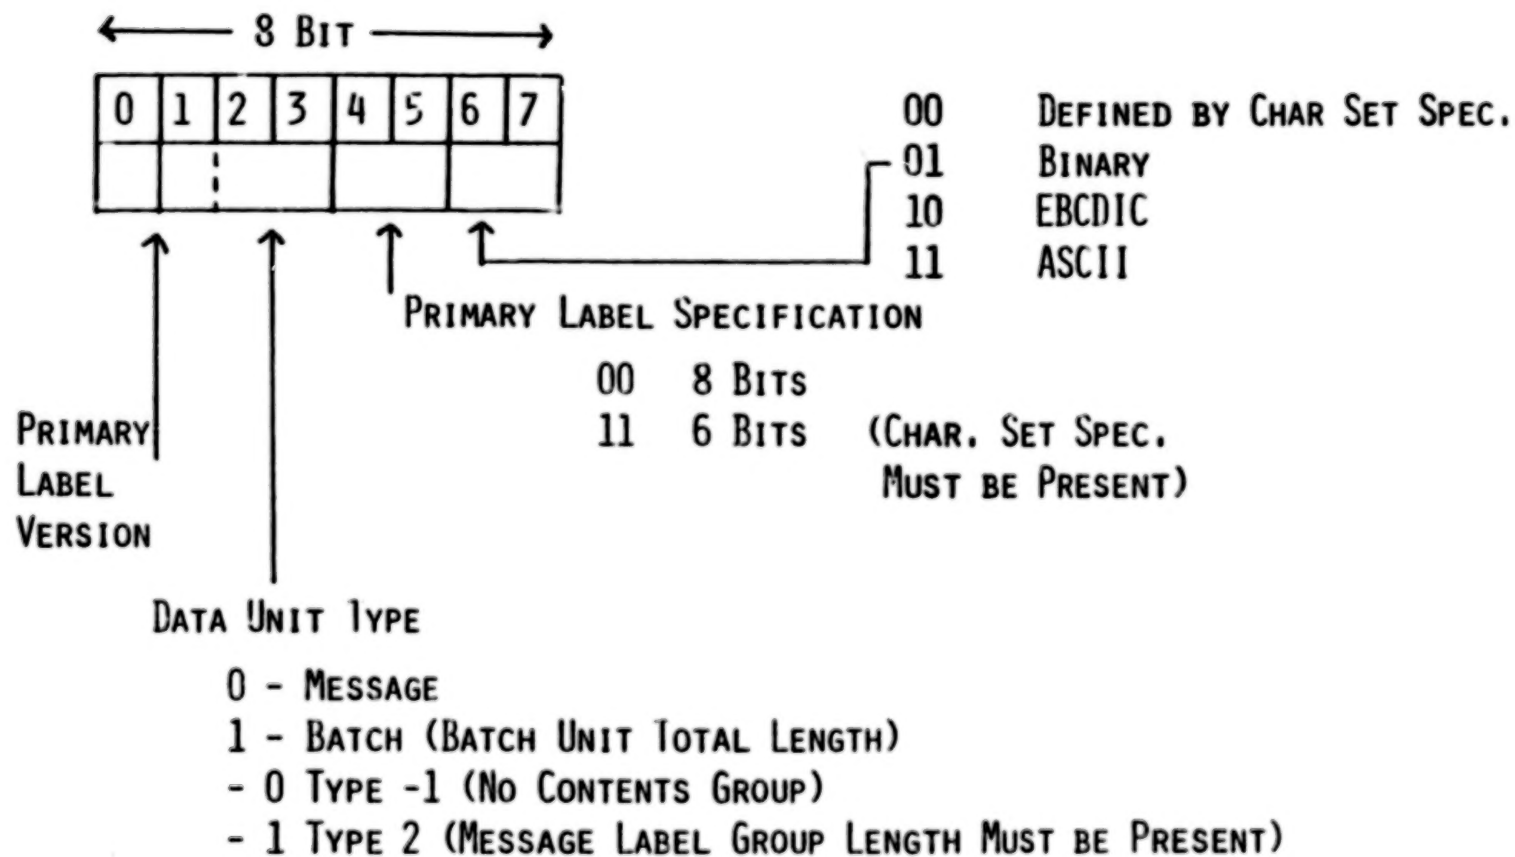 8 BIT
0 1 2 3 4 5 6 7
00 DEFINED BY CHAR SET SPEC.
01 BINARY
10 EBCDIC
11 ASCII
PRIMARY LABEL SPECIFICATION
00 8 BITS
11 6 BITS (CHAR. SET SPEC.
MUST BE PRESENT)
PRIMARY
LABEL
VERSION
DATA UNIT TYPE
0 - MESSAGE
1 - BATCH (BATCH UNIT TOTAL LENGTH)
- 0 TYPE -1 (NO CONTENTS GROUP)
- 1 TYPE 2 (MESSAGE LABEL GROUP LENGTH MUST BE PRESENT)